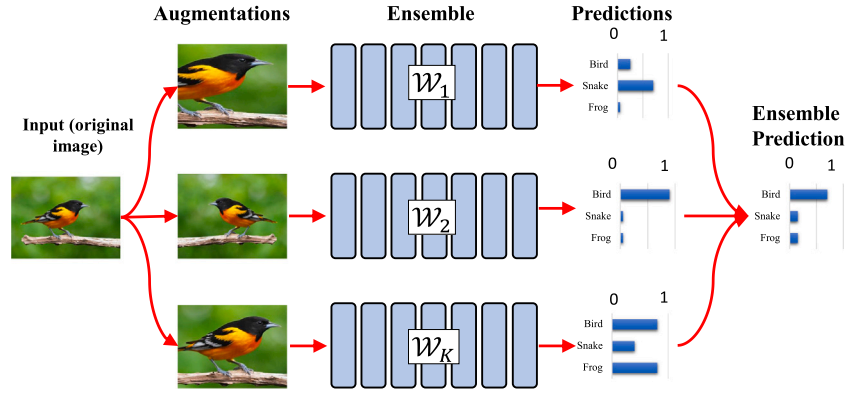 Augmentations
Ensemble
Predictions
Input (original
image)
𝒲1
0 1
Bird
Snake
Frog
𝒲2
0 1
Bird
Snake
Frog
𝒲K
0 1
Bird
Snake
Frog
Ensemble
Prediction
0 1
Bird
Snake
Frog